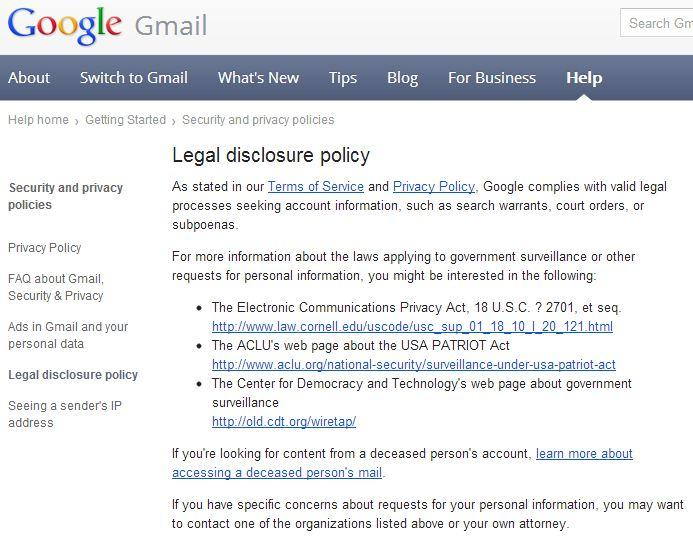 Google Gmail
Search Gm
About Switch to Gmail What's New Tips Blog For Business Help
Help home › Getting Started › Security and privacy policies
Security and privacy
policies
Privacy Policy
FAQ about Gmail,
Security & Privacy
Ads in Gmail and your
personal data
Legal disclosure policy
Seeing a sender's IP
address
Legal disclosure policy
As stated in our Terms of Service and Privacy Policy, Google complies with valid legal
processes seeking account information, such as search warrants, court orders, or
subpoenas.
For more information about the laws applying to government surveillance or other
requests for personal information, you might be interested in the following:
• The Electronic Communications Privacy Act, 18 U.S.C. ? 2701, et seq.
http://www.law.cornell.edu/uscode/usc_sup_01_18_10_I_20_121.html
• The ACLU's web page about the USA PATRIOT Act
http://www.aclu.org/national-security/surveillance-under-usa-patriot-act
• The Center for Democracy and Technology's web page about government
surveillance
http://old.cdt.org/wiretap/
If you're looking for content from a deceased person's account, learn more about
accessing a deceased person's mail.
If you have specific concerns about requests for your personal information, you may want
to contact one of the organizations listed above or your own attorney.